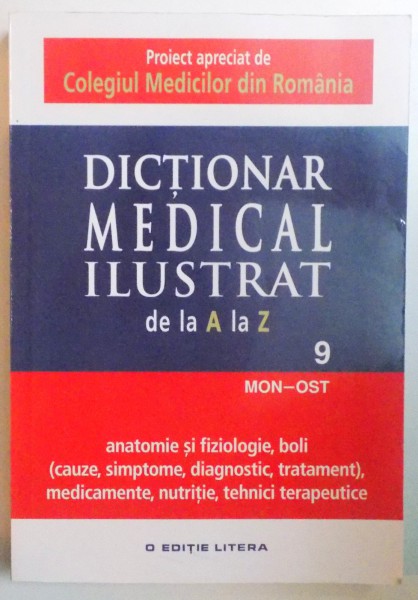 Proiect apreciat de
Colegiul Medicilor din România
DICȚIONAR
MEDICAL
ILUSTRAT
de la A la Z
9
MON–OST
anatomie și fiziologie, boli
(cauze, simptome, diagnostic, tratament),
medicamente, nutriție, tehnici terapeutice
O EDIȚIE LITERA